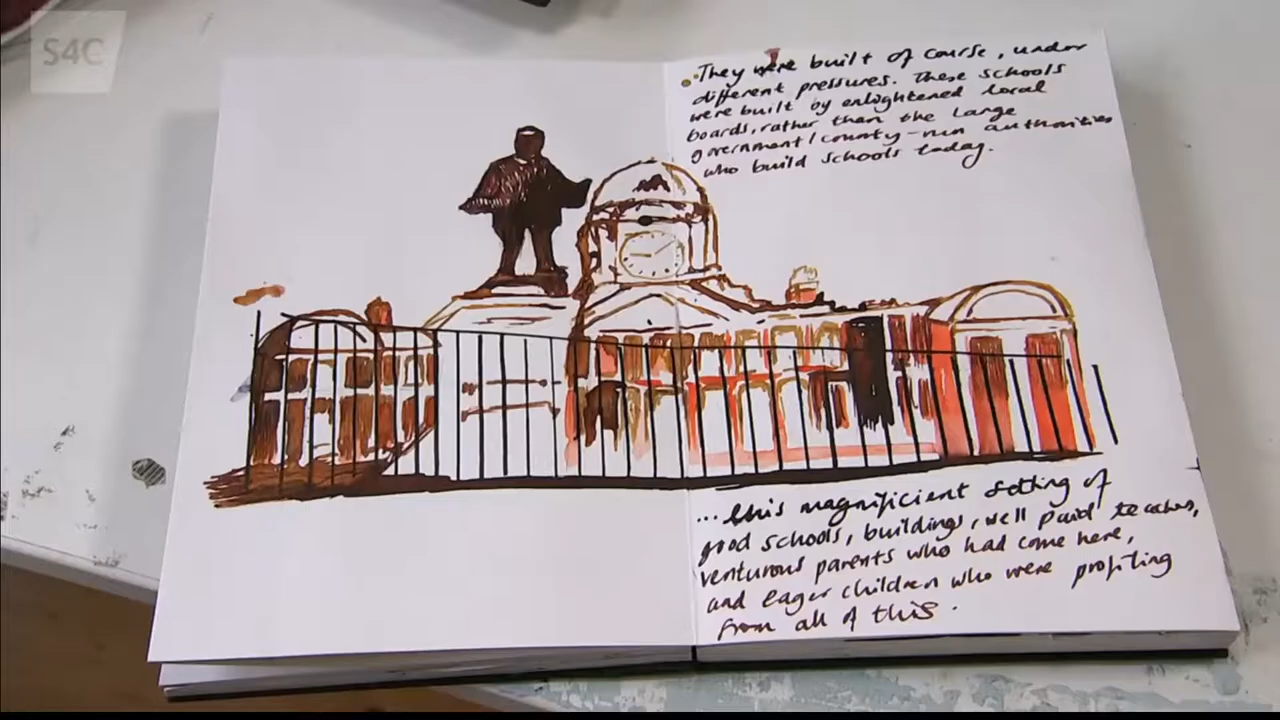 S4C
They were built of course, under
different pressures. These schools
were built by enlightened local
boards, rather than the large
government/county-run authorities
who build schools today.
...this magnificient setting of
good schools, buildings, well paid teachers,
venturous parents who had come here,
and eager children who were profiting
from all of this.